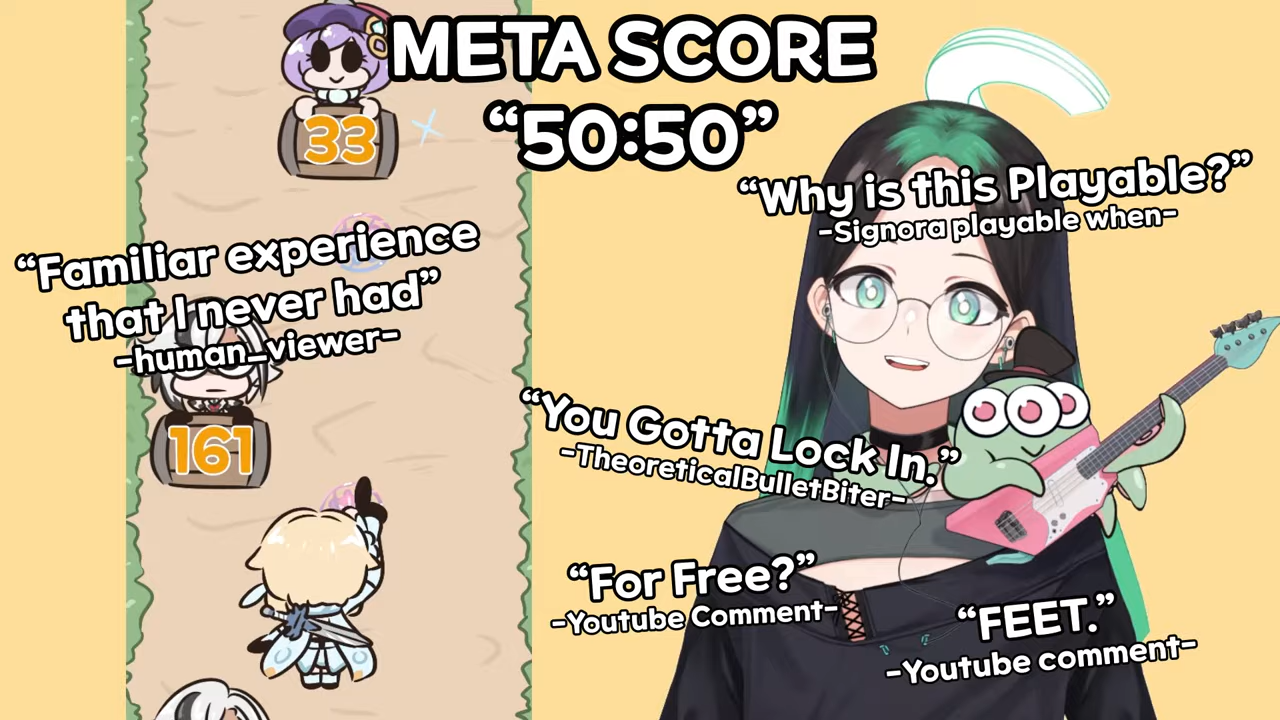 META SCORE
“50:50”
33
“Why is this Playable?”
-Signora playable when-
“Familiar experience
that I never had”
-human_viewer-
161
“You Gotta Lock In.”
-TheoreticalBulletBiter-
“For Free?”
-Youtube Comment-
“FEET.”
-Youtube comment-